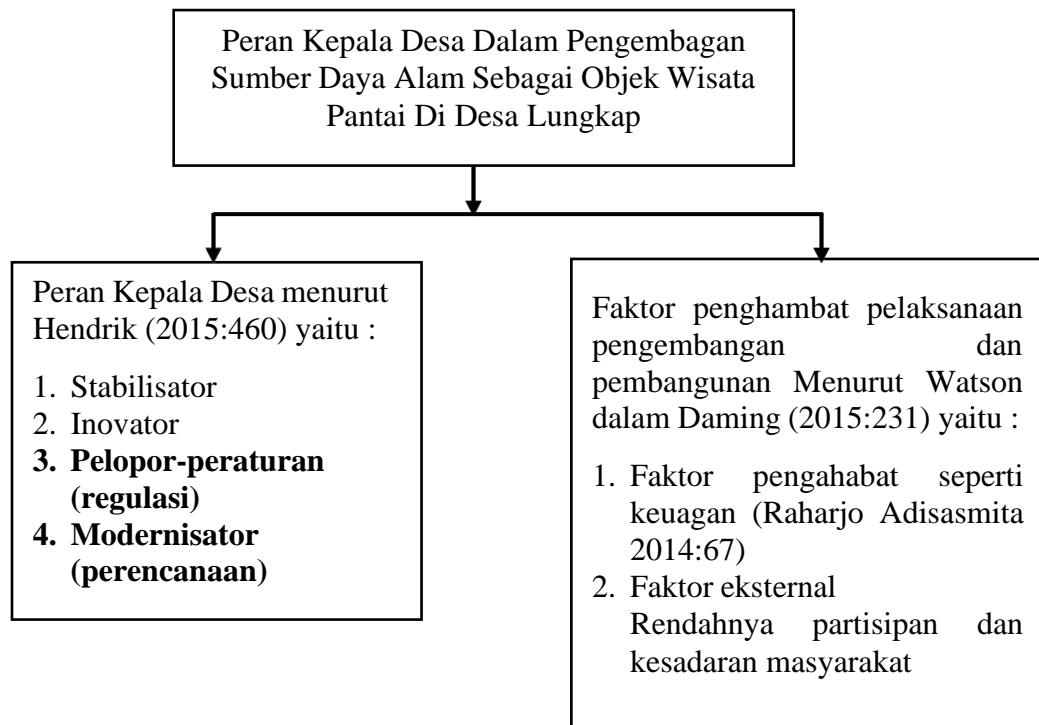 Peran Kepala Desa Dalam Pengembagan
Sumber Daya Alam Sebagai Objek Wisata
Pantai Di Desa Lungkap
Peran Kepala Desa menurut
Hendrik (2015:460) yaitu :
1. Stabilisator
2. Inovator
3. Pelopor-peraturan
(regulasi)
4. Modernisator
(perencanaan)
Faktor penghambat pelaksanaan
pengembangan dan
pembangunan Menurut Watson
dalam Daming (2015:231) yaitu :
1. Faktor pengahabat seperti
keuagan (Raharjo Adisasmita
2014:67)
2. Faktor eksternal
Rendahnya partisipan dan
kesadaran masyarakat